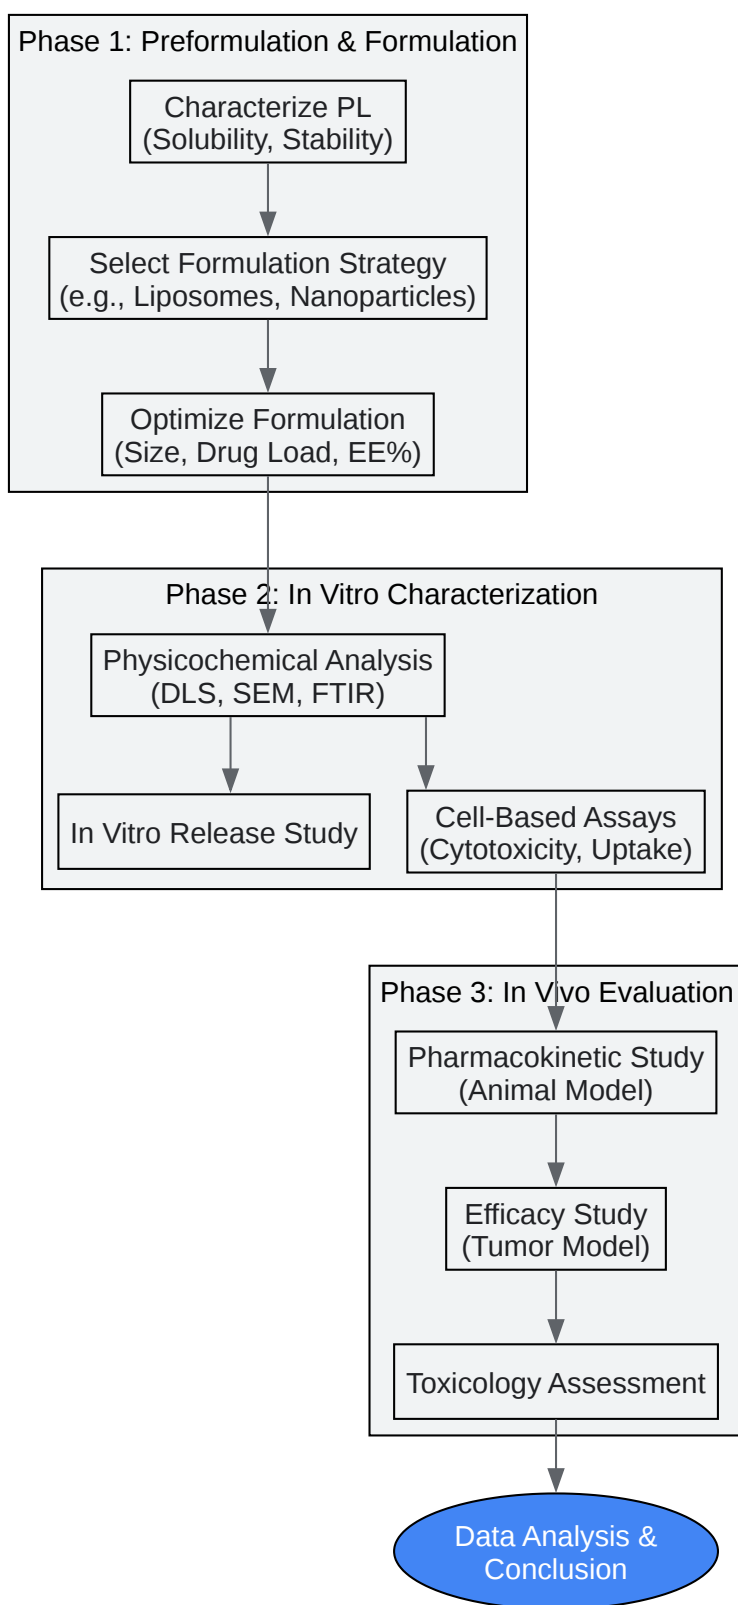 Phase 1: Preformulation & Formulation
Characterize PL
(Solubility, Stability)
Select Formulation Strategy
(e.g., Liposomes, Nanoparticles)
Optimize Formulation
(Size, Drug Load, EE%)
Phase 2: In Vitro Characterization
Physicochemical Analysis
(DLS, SEM, FTIR)
In Vitro Release Study
Cell-Based Assays
(Cytotoxicity, Uptake)
Phase 3: In Vivo Evaluation
Pharmacokinetic Study
(Animal Model)
Efficacy Study
(Tumor Model)
Toxicology Assessment
Data Analysis &
Conclusion